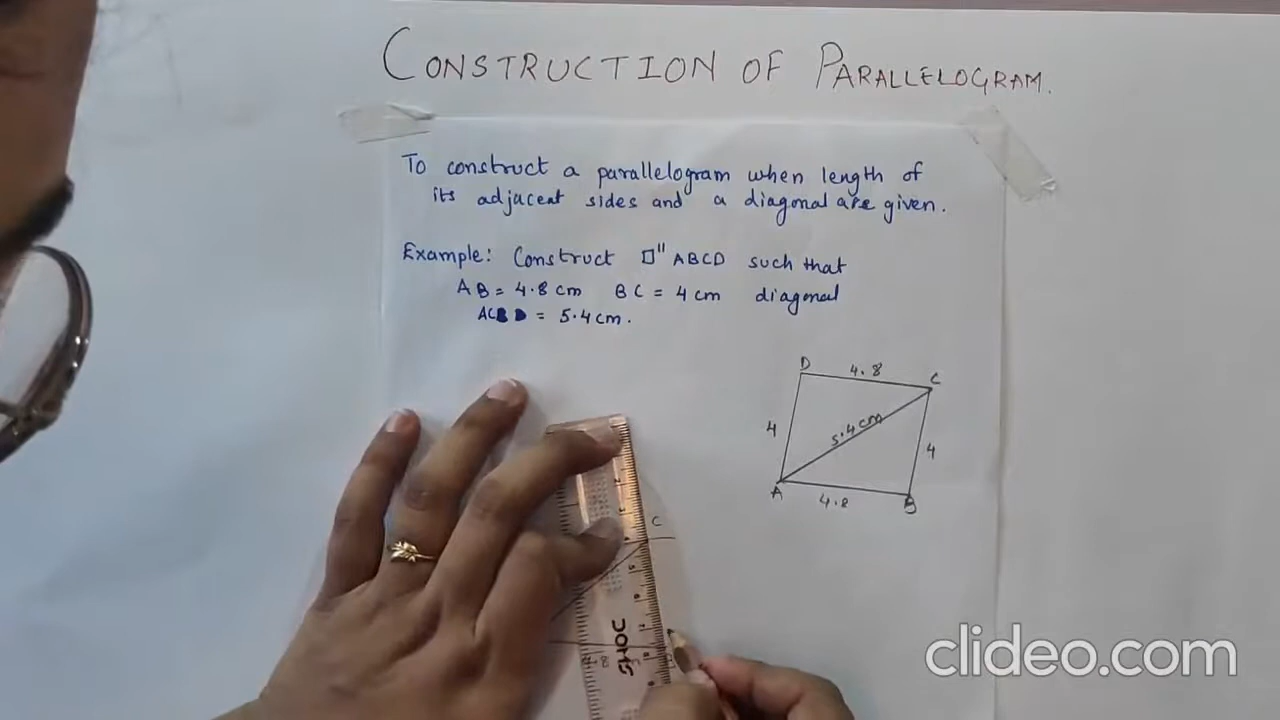 CONSTRUCTION OF PARALLELOGRAM.
To construct a parallelogram when length of
its adjacent sides and a diagonal are given.
Example: Construct □" ABCD such that
AB = 4.8 cm BC = 4 cm diagonal
AC = 5.4 cm.
D 4.8 C
4 5.4 cm 4
A 4.8 B
C
DOMS
clideo.com